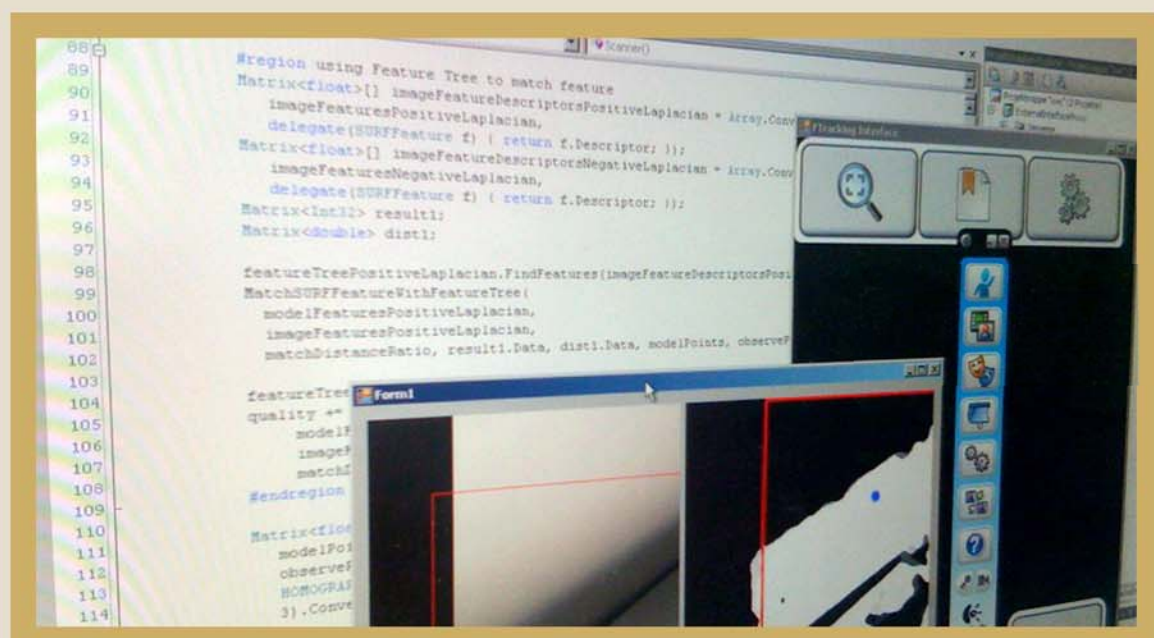 Scanner()
88
89 #region using Feature Tree to match feature
90 Matrix<float>[] imageFeatureDescriptorsPositiveLaplacian = Array.Conv
91 imageFeaturesPositiveLaplacian,
92 delegate(SURFFeature f) { return f.Descriptor; });
93 Matrix<float>[] imageFeatureDescriptorsNegativeLaplacian = Array.Conv
94 imageFeaturesNegativeLaplacian,
95 delegate(SURFFeature f) { return f.Descriptor; });
96 Matrix<Int32> result1;
97 Matrix<double> dist1;
98
99 featureTreePositiveLaplacian.FindFeatures(imageFeatureDescriptorsPosi
100 MatchSURFFeatureWithFeatureTree(
101 modelFeaturesPositiveLaplacian,
102 imageFeaturesPositiveLaplacian,
103 matchDistanceRatio, result1.Data, dist1.Data, modelPoints, observeP
104
105 featureTree
106 quality +=
107 modelF
108 imageF
109 matchD
110 #endregion
111
112 Matrix<floa
113 modelPoi
114 observeP
HOMOGRAP
3).Conve
Tracking Interface
Form1